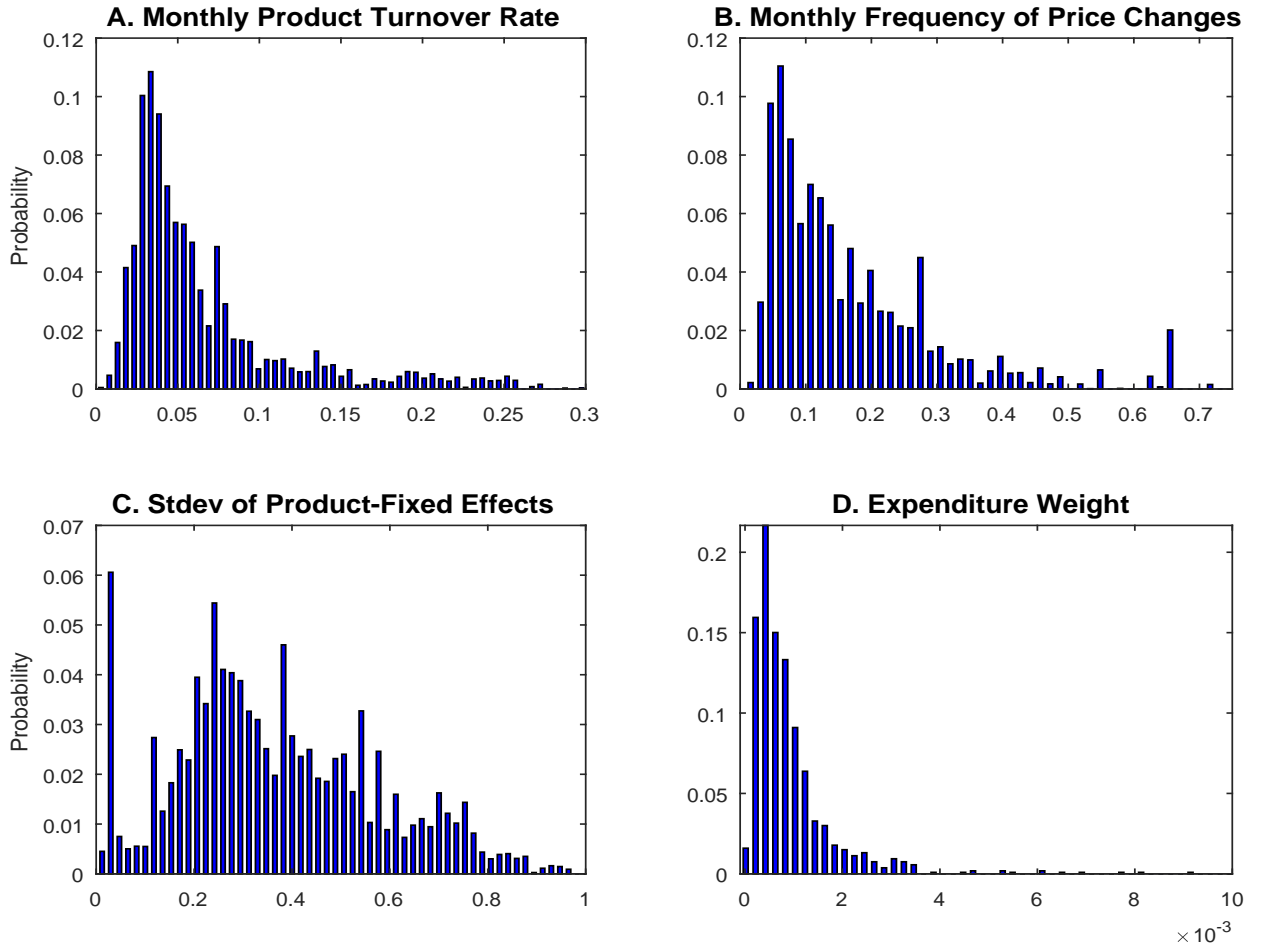 A. Monthly Product Turnover Rate
0.12
0.1
0.08
0.06
0.04
0.02
0
Probability
0 0.05 0.1 0.15 0.2 0.25 0.3
B. Monthly Frequency of Price Changes
0.12
0.1
0.08
0.06
0.04
0.02
0
0 0.1 0.2 0.3 0.4 0.5 0.6 0.7
C. Stdev of Product-Fixed Effects
0.07
0.06
0.05
0.04
0.03
0.02
0.01
0
Probability
0 0.2 0.4 0.6 0.8 1
D. Expenditure Weight
0.2
0.15
0.1
0.05
0
0 2 4 6 8 10
×10⁻³